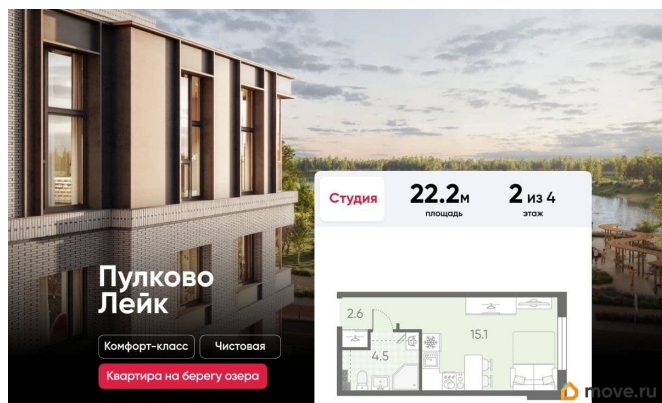 Студия
22.2м
площадь
2 из 4
этаж
Пулково
Лейк
Комфорт-класс
Чистовая
Квартира на берегу озера
2.6
4.5
15.1
move.ru